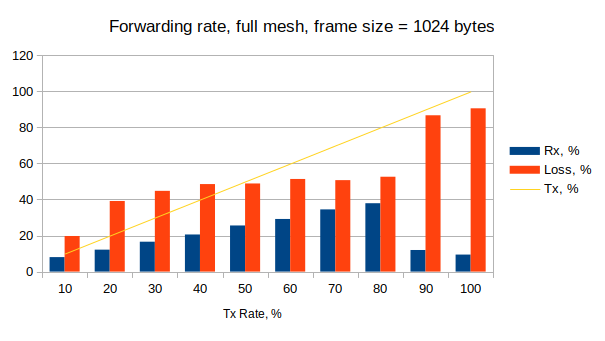 Forwarding rate, full mesh, frame size = 1024 bytes
120
100
80
60
40
20
0
10 20 30 40 50 60 70 80 90 100
Tx Rate, %
Rx, %
Loss, %
Tx, %